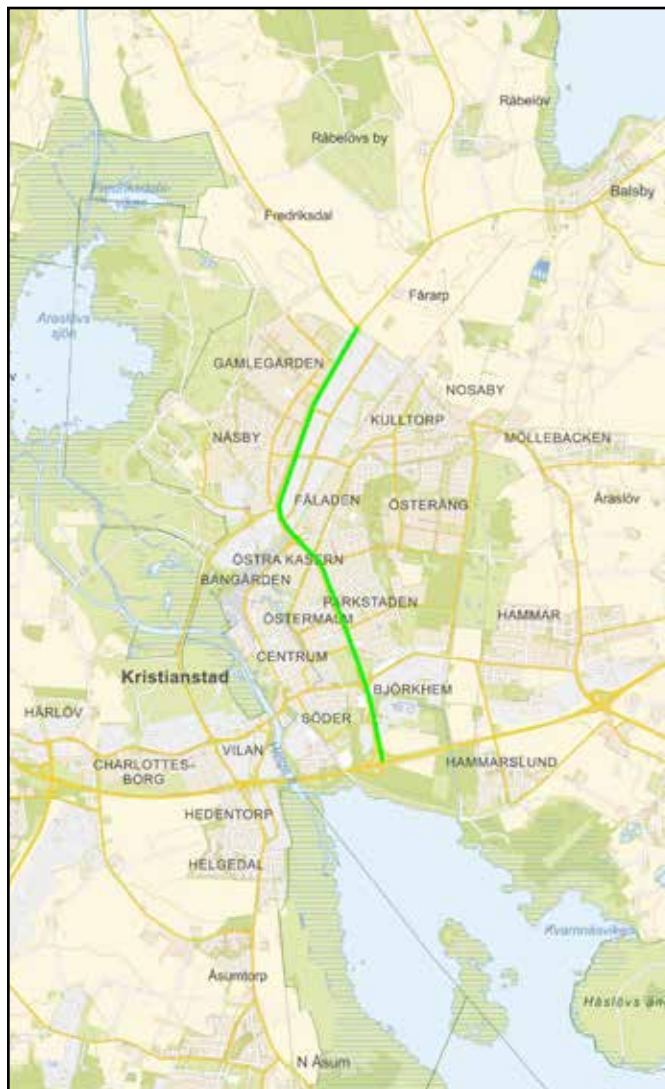 Råbelöv
Råbelövs by
Balsby
Fredriksdal
Fårarp
Araslövs
sjön
GAMLEGÅRDEN
NOSABY
KULLTORP
NÄSBY
MÖLLEBACKEN
FÄLADEN
ÖSTERÄNG
Araslöv
ÖSTRA KASERN
BANGÅRDEN
PARKSTADEN
ÖSTERMALM
HAMMAR
CENTRUM
Kristianstad
BJÖRKHEM
HÄRLÖV
SÖDER
VILAN
CHARLOTTES-
BORG
HAMMARSLUND
HEDENTORP
HELGEDAL
Kvarnnäsviken
Åsumtorp
N Åsum